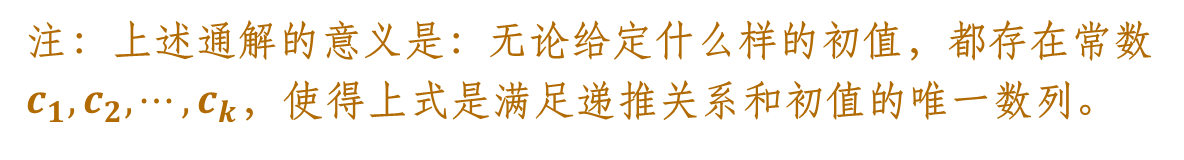 注：上述通解的意义是：无论给定什么样的初值，都存在常数
c₁,c₂,⋯,cₖ，使得上式是满足递推关系和初值的唯一数列。